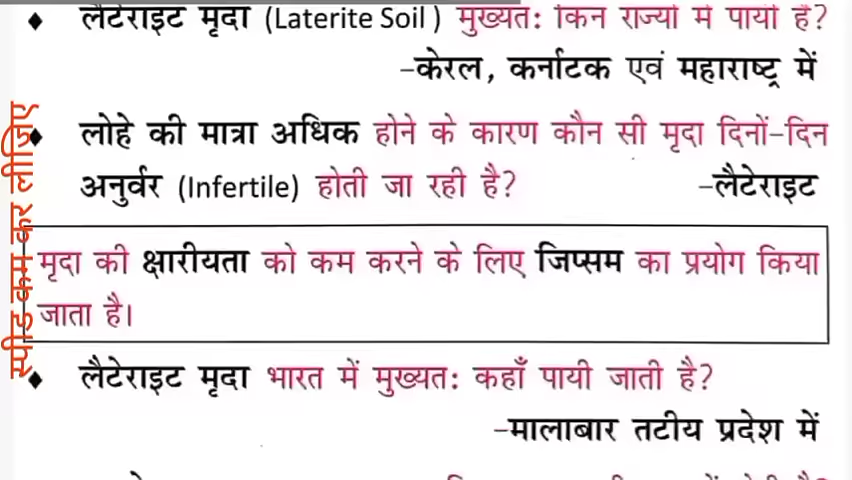 ♦ लैटेराइट मृदा (Laterite Soil ) मुख्यत: किन राज्यों में पायी है?
-केरल, कर्नाटक एवं महाराष्ट्र में
♦ लोहे की मात्रा अधिक होने के कारण कौन सी मृदा दिनों-दिन
अनुर्वर (Infertile) होती जा रही है? -लैटेराइट
मृदा की क्षारीयता को कम करने के लिए जिप्सम का प्रयोग किया
जाता है।
♦ लैटेराइट मृदा भारत में मुख्यत: कहाँ पायी जाती है?
-मालाबार तटीय प्रदेश में
स्पीड कम कर लीजिए